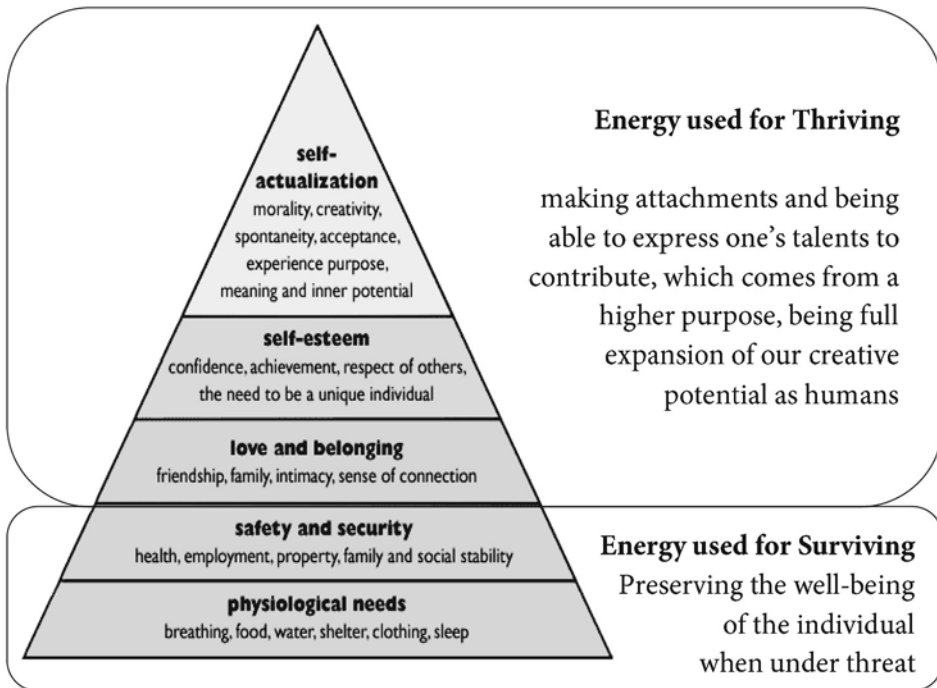 self-
actualization
morality, creativity,
spontaneity, acceptance,
experience purpose,
meaning and inner potential
self-esteem
confidence, achievement, respect of others,
the need to be a unique individual
love and belonging
friendship, family, intimacy, sense of connection
safety and security
health, employment, property, family and social stability
physiological needs
breathing, food, water, shelter, clothing, sleep
Energy used for Thriving
making attachments and being
able to express one’s talents to
contribute, which comes from a
higher purpose, being full
expansion of our creative
potential as humans
Energy used for Surviving
Preserving the well-being
of the individual
when under threat